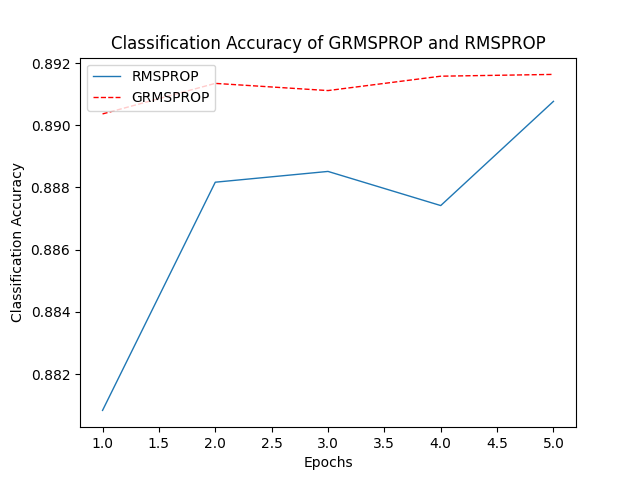 Classification Accuracy of GRMSPROP and RMSPROP
RMSPROP
GRMSPROP
Classification Accuracy
0.892
0.890
0.888
0.886
0.884
0.882
1.0 1.5 2.0 2.5 3.0 3.5 4.0 4.5 5.0
Epochs